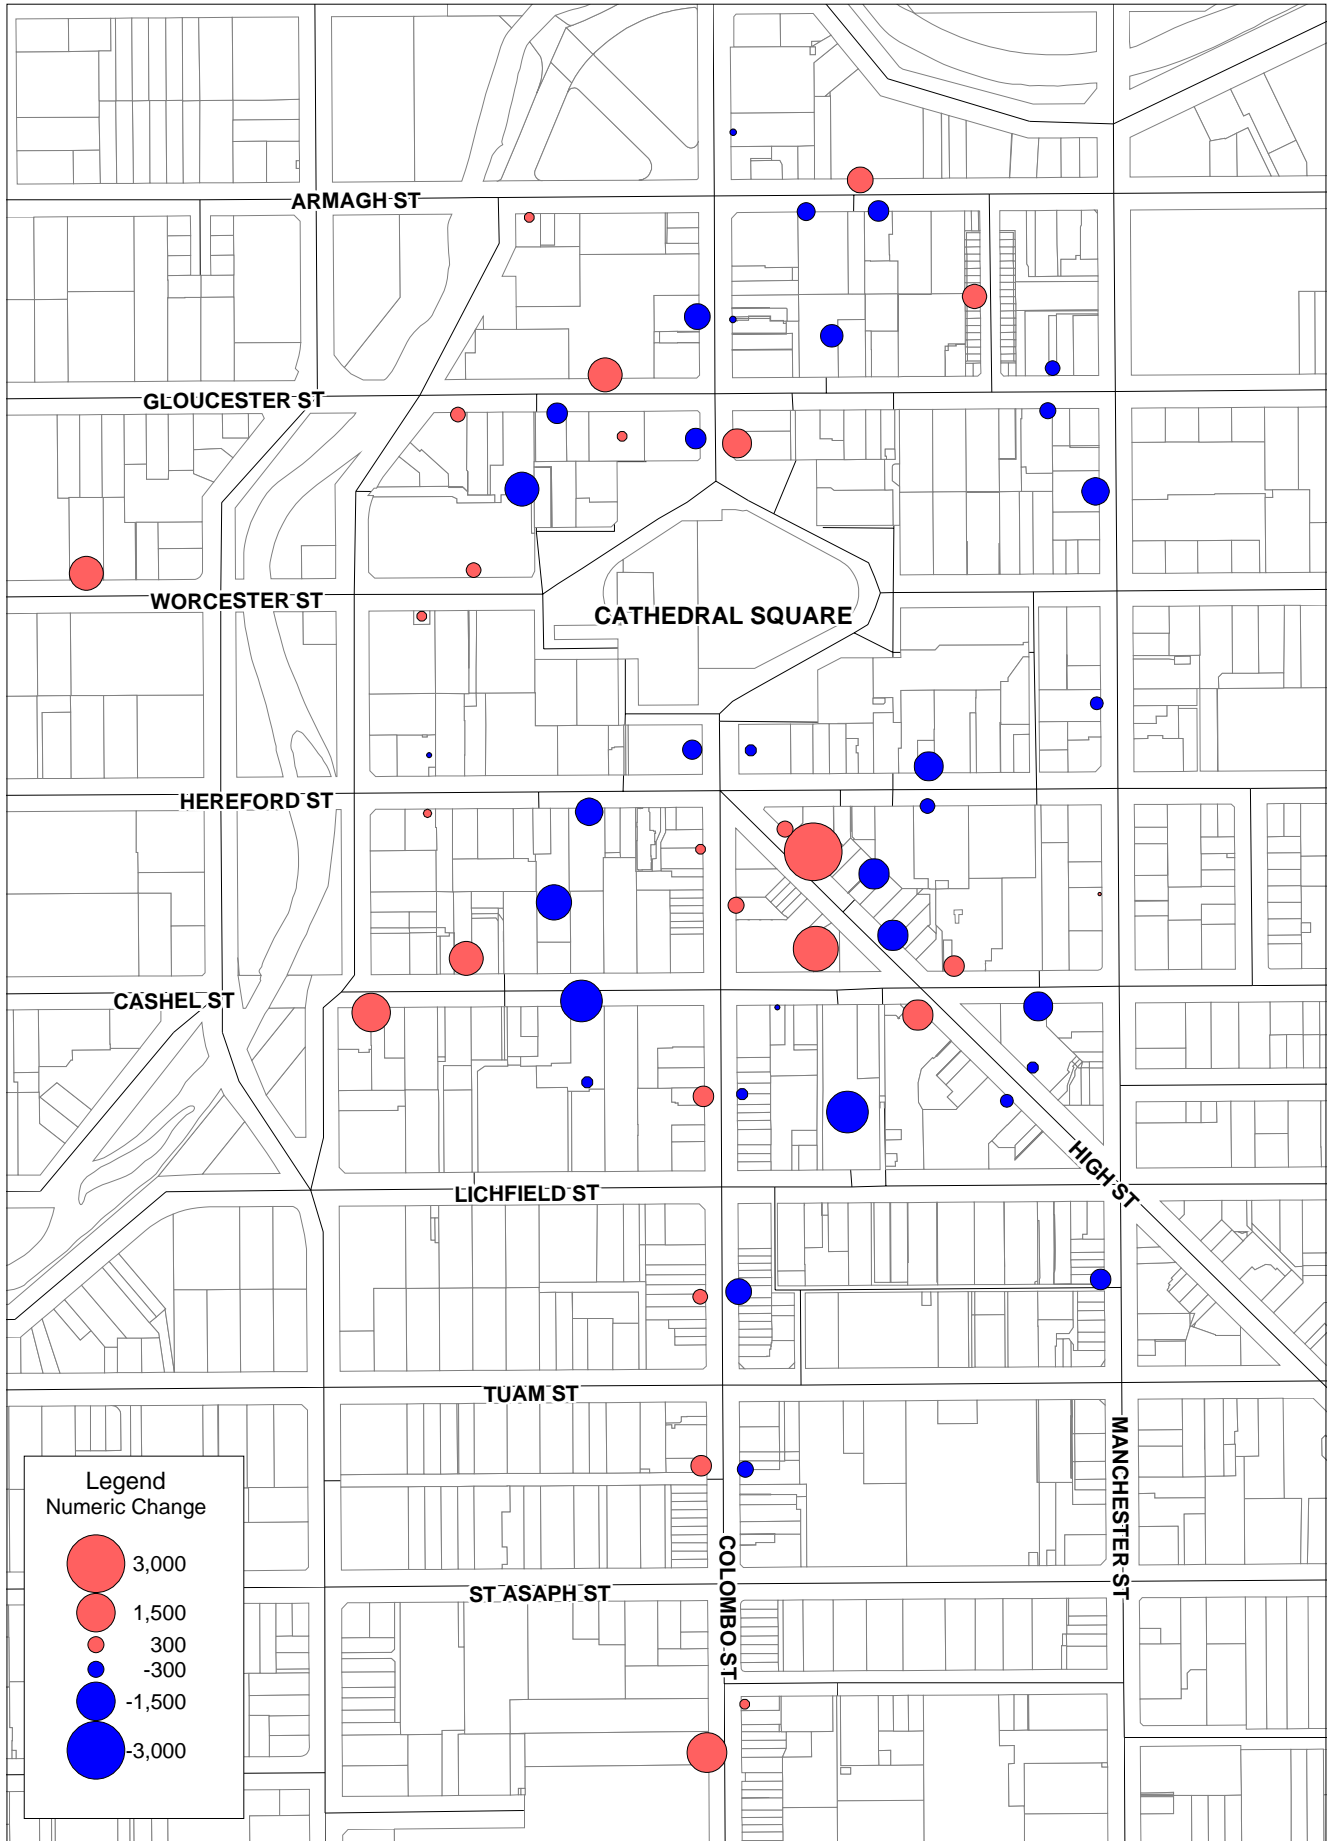 ARMAGH ST
GLOUCESTER ST
WORCESTER ST
CATHEDRAL SQUARE
HEREFORD ST
CASHEL ST
HIGH ST
LICHFIELD ST
TUAM ST
MANCHESTER ST
COLOMBO ST
ST ASAPH ST
Legend
Numeric Change
3,000
1,500
300
-300
-1,500
-3,000